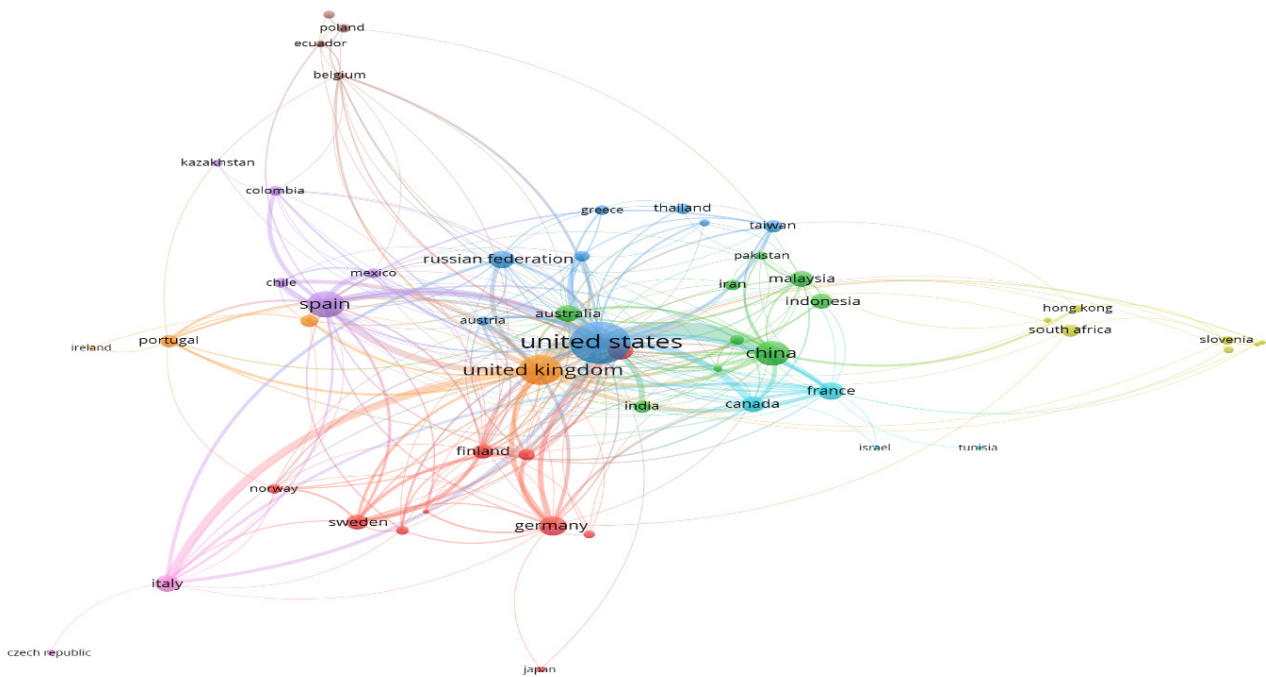 poland
ecuador
belgium
kazakhstan
colombia
greece
thailand
taiwan
russian federation
pakistan
mexico
chile
iran
malaysia
indonesia
spain
hong kong
australia
austria
south africa
united states
portugal
ireland
slovenia
china
united kingdom
france
canada
india
finland
israel
tunisia
norway
sweden
germany
italy
czech republic
japan